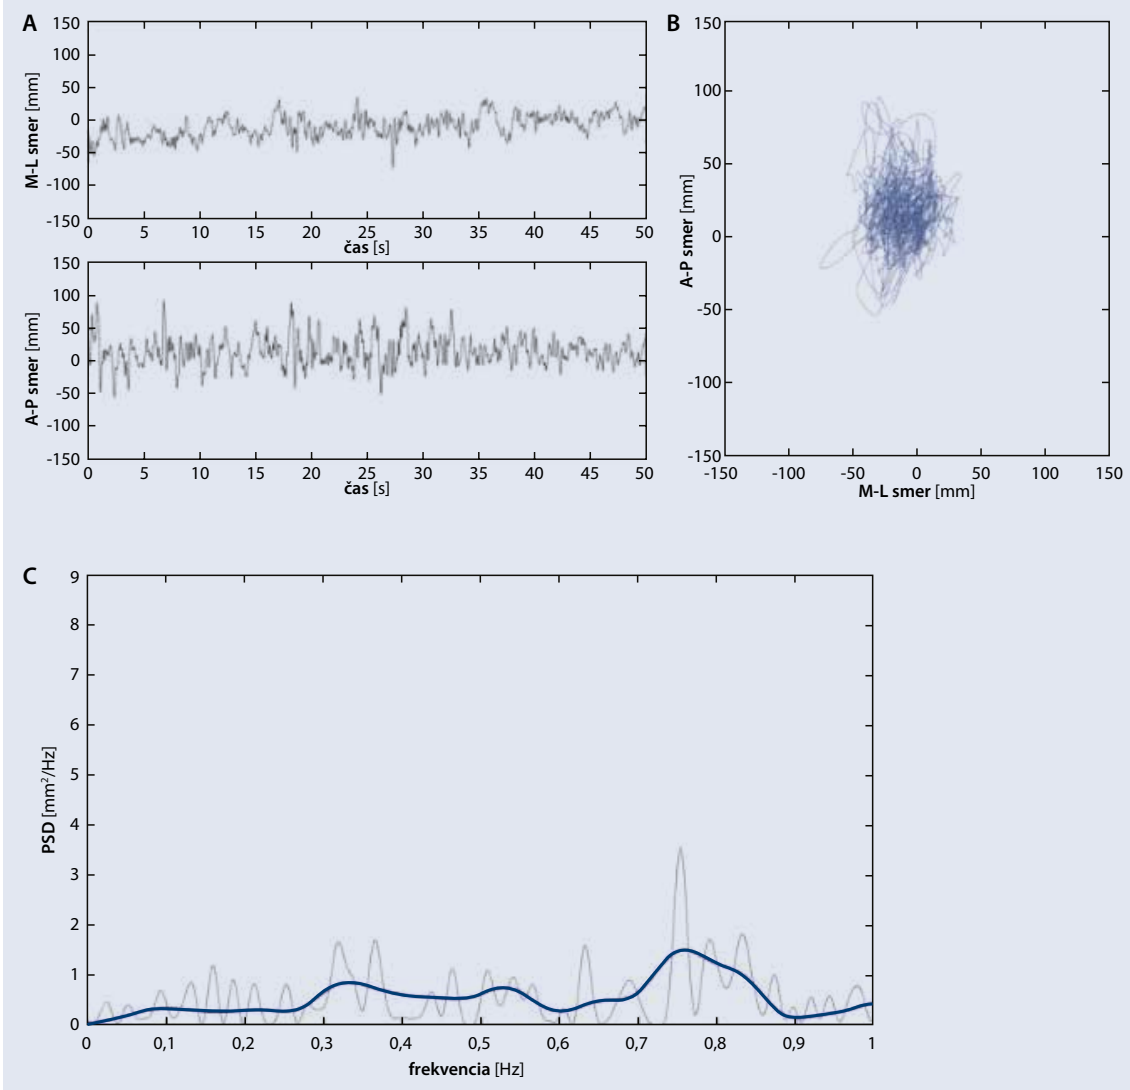 A
150
100
50
0
-50
-100
-150
M-L smer [mm]
0 5 10 15 20 25 30 35 40 45 50
čas [s]
150
100
50
0
-50
-100
-150
A-P smer [mm]
0 5 10 15 20 25 30 35 40 45 50
čas [s]
B
150
100
50
0
-50
-100
-150
A-P smer [mm]
-150 -100 -50 0 50 100 150
M-L smer [mm]
C
9
8
7
6
5
4
3
2
1
0
PSD [mm²/Hz]
0 0,1 0,2 0,3 0,4 0,5 0,6 0,7 0,8 0,9 1
frekvencia [Hz]